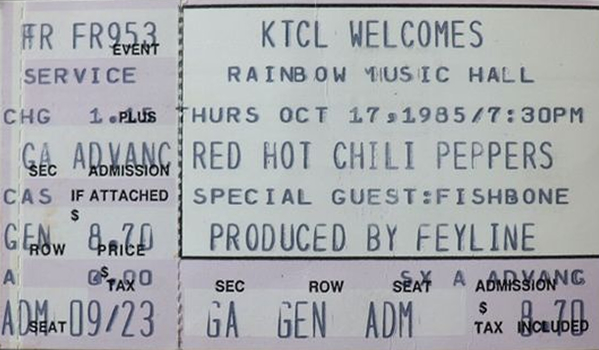 FR FR953
EVENT
SERVICE
CHG 1.15
PLUS
GA ADVANC
SEC ADMISSION
CAS IF ATTACHED
$
GEN 8.70
ROW PRICE
A 0.00
$
TAX
ADM 09/23
SEAT
KTCL WELCOMES
RAINBOW MUSIC HALL
THURS OCT 17,1985/7:30PM
RED HOT CHILI PEPPERS
SPECIAL GUEST:FISHBONE
PRODUCED BY FEYLINE
A ADVANC
SEC ROW SEAT ADMISSION
GA GEN ADM $ 8.70
TAX INCLUDED